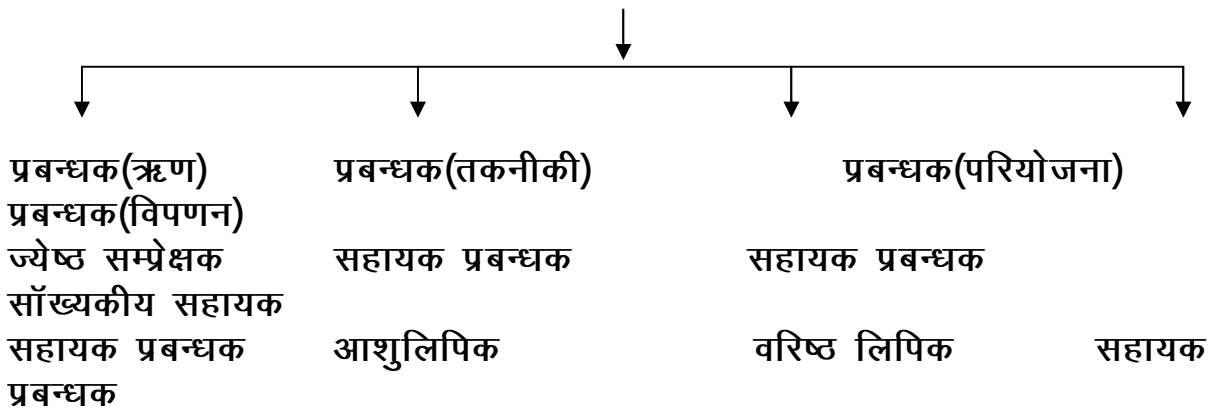 प्रबन्धक(ऋण) प्रबन्धक(तकनीकी) प्रबन्धक(परियोजना)
प्रबन्धक(विपणन)
ज्येष्ठ सम्प्रेक्षक सहायक प्रबन्धक सहायक प्रबन्धक
सॉख्यकीय सहायक
सहायक प्रबन्धक आशुलिपिक वरिष्ठ लिपिक सहायक
प्रबन्धक